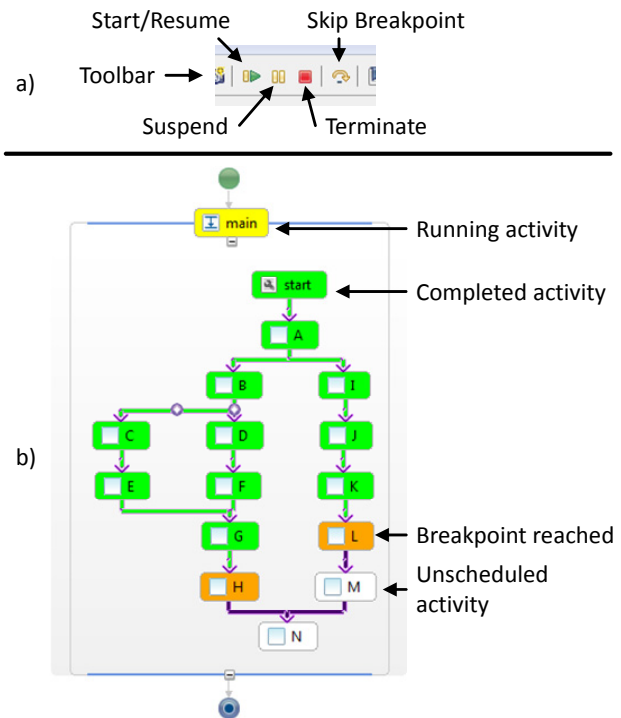 Start/Resume
Skip Breakpoint
a)
Toolbar
Suspend
Terminate
main
Running activity
start
Completed activity
A
B
I
C
D
J
b)
E
F
K
G
L
Breakpoint reached
H
M
Unscheduled
activity
N